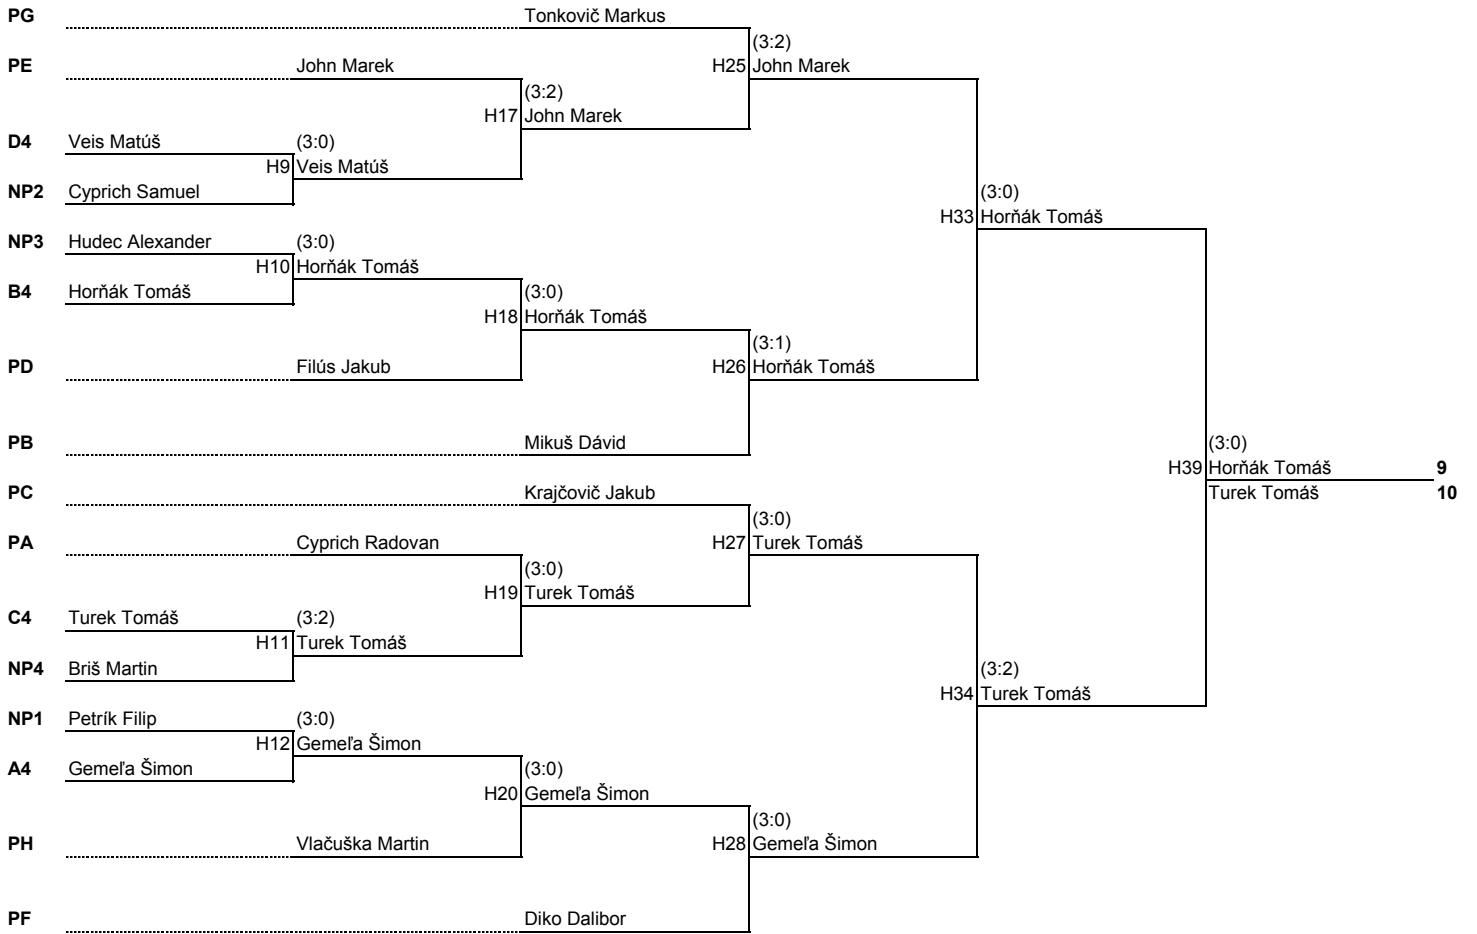 PG Tonkovič Markus
(3:2)
PE John Marek H25 John Marek
(3:2)
H17 John Marek
D4 Veis Matúš (3:0)
H9 Veis Matúš
NP2 Cyprich Samuel (3:0)
H33 Horňák Tomáš
NP3 Hudec Alexander (3:0)
H10 Horňák Tomáš
B4 Horňák Tomáš (3:0)
H18 Horňák Tomáš
(3:1)
PD Filús Jakub H26 Horňák Tomáš
PB Mikuš Dávid (3:0)
H39 Horňák Tomáš 9
PC Krajčovič Jakub Turek Tomáš 10
(3:0)
PA Cyprich Radovan H27 Turek Tomáš
(3:0)
H19 Turek Tomáš
C4 Turek Tomáš (3:2)
H11 Turek Tomáš
NP4 Briš Martin (3:2)
H34 Turek Tomáš
NP1 Petrík Filip (3:0)
H12 Gemeľa Šimon
A4 Gemeľa Šimon (3:0)
H20 Gemeľa Šimon
(3:0)
PH Vlačuška Martin H28 Gemeľa Šimon
PF Diko Dalibor